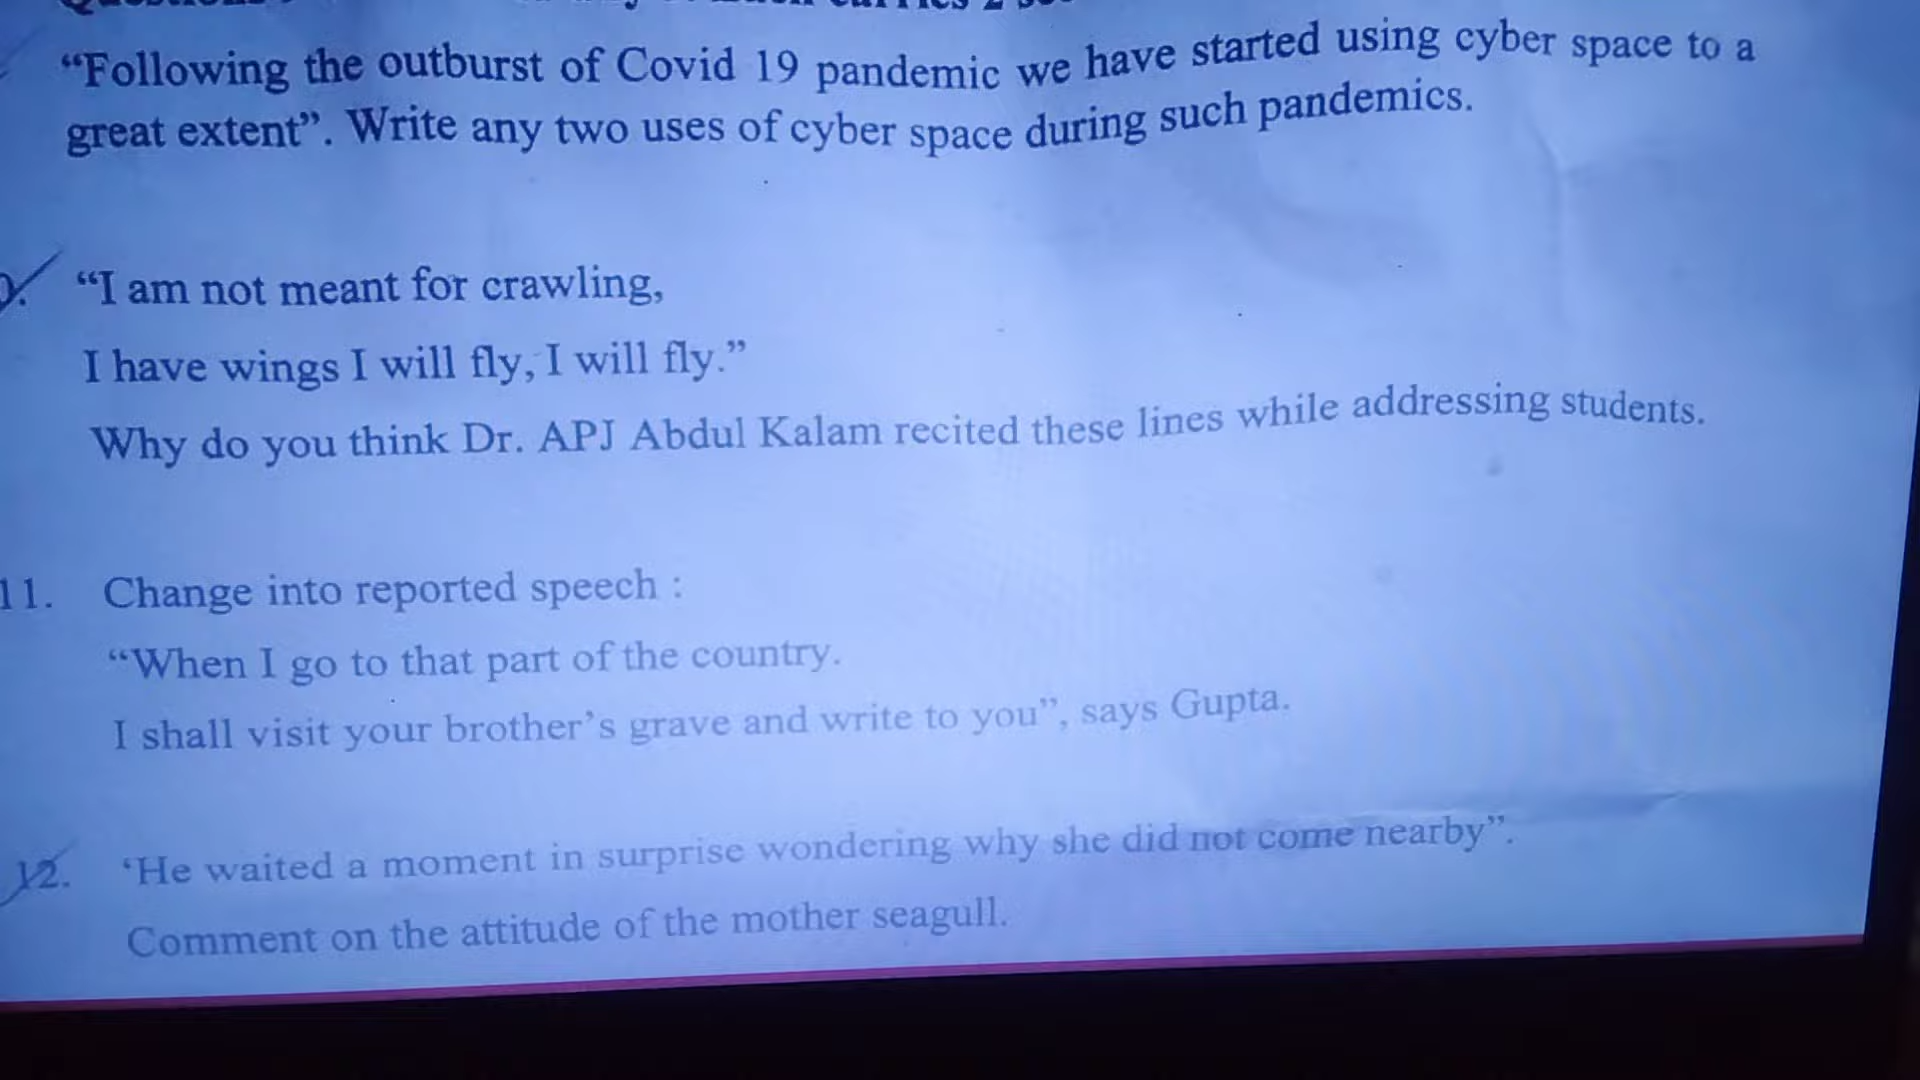 “Following the outburst of Covid 19 pandemic we have started using cyber space to a
great extent”. Write any two uses of cyber space during such pandemics.
“I am not meant for crawling,
I have wings I will fly, I will fly.”
Why do you think Dr. APJ Abdul Kalam recited these lines while addressing students.
11. Change into reported speech :
“When I go to that part of the country.
I shall visit your brother’s grave and write to you”, says Gupta.
12. ‘He waited a moment in surprise wondering why she did not come nearby”.
Comment on the attitude of the mother seagull.